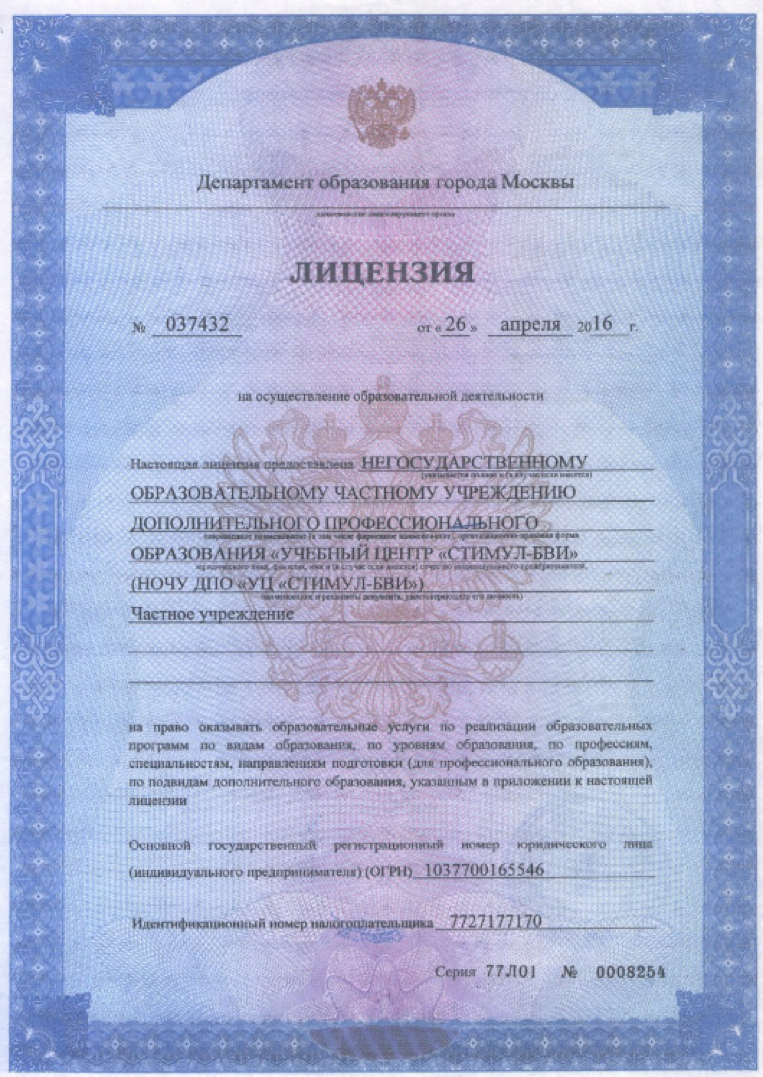 Департамент образования города Москвы
наименование лицензирующего органа
ЛИЦЕНЗИЯ
№ 037432 от «26» апреля 2016 г.
на осуществление образовательной деятельности
Настоящая лицензия предоставлена НЕГОСУДАРСТВЕННОМУ
(указываются полное и (в случае если имеется)
ОБРАЗОВАТЕЛЬНОМУ ЧАСТНОМУ УЧРЕЖДЕНИЮ
ДОПОЛНИТЕЛЬНОГО ПРОФЕССИОНАЛЬНОГО
сокращенное наименование (в том числе фирменное наименование), организационно-правовая форма
ОБРАЗОВАНИЯ «УЧЕБНЫЙ ЦЕНТР «СТИМУЛ-БВИ»
юридического лица, фамилия, имя и (в случае если имеется) отчество индивидуального предпринимателя,
(НОЧУ ДПО «УЦ «СТИМУЛ-БВИ»)
наименование и реквизиты документа, удостоверяющего его личность)
Частное учреждение
на право оказывать образовательные услуги по реализации образовательных
программ по видам образования, по уровням образования, по профессиям,
специальностям, направлениям подготовки (для профессионального образования),
по подвидам дополнительного образования, указанным в приложении к настоящей
лицензии
Основной государственный регистрационный номер юридического лица
(индивидуального предпринимателя) (ОГРН) 1037700165546
Идентификационный номер налогоплательщика 7727177170
Серия 77Л01 № 0008254